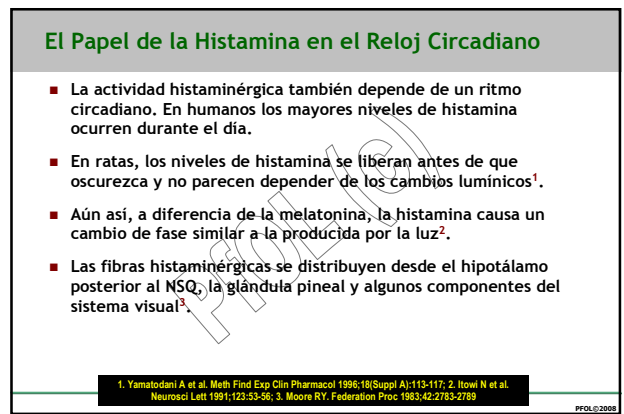 El Papel de la Histamina en el Reloj Circadiano
■ La actividad histaminérgica también depende de un ritmo
circadiano. En humanos los mayores niveles de histamina
ocurren durante el día.
■ En ratas, los niveles de histamina se liberan antes de que
oscurezca y no parecen depender de los cambios lumínicos1.
■ Aún así, a diferencia de la melatonina, la histamina causa un
cambio de fase similar a la producida por la luz2.
■ Las fibras histaminérgicas se distribuyen desde el hipotálamo
posterior al NSQ, la glándula pineal y algunos componentes del
sistema visual3.
PfOL (c)
1. Yamatodani A et al. Meth Find Exp Clin Pharmacol 1996;18(Suppl A):113-117; 2. Itowi N et al.
Neurosci Lett 1991;123:53-56; 3. Moore RY. Federation Proc 1983;42:2783-2789
PFOL©2008